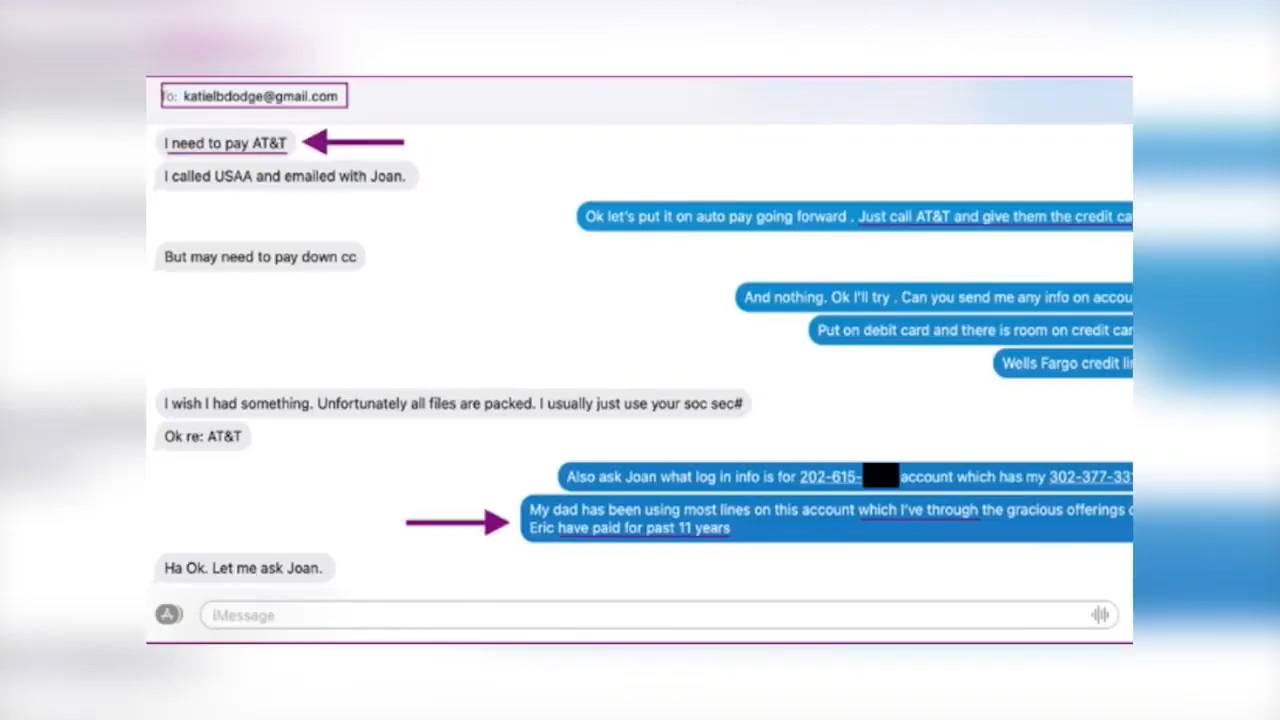 To: katielbdodge@gmail.com
I need to pay AT&T
I called USAA and emailed with Joan.
Ok let's put it on auto pay going forward . Just call AT&T and give them the credit ca
But may need to pay down cc
And nothing. Ok I'll try . Can you send me any info on accou
Put on debit card and there is room on credit car
Wells Fargo credit li
I wish I had something. Unfortunately all files are packed. I usually just use your soc sec#
Ok re: AT&T
Also ask Joan what log in info is for 202-615- account which has my 302-377-33
My dad has been using most lines on this account which I've through the gracious offerings
Eric have paid for past 11 years
Ha Ok. Let me ask Joan.
iMessage